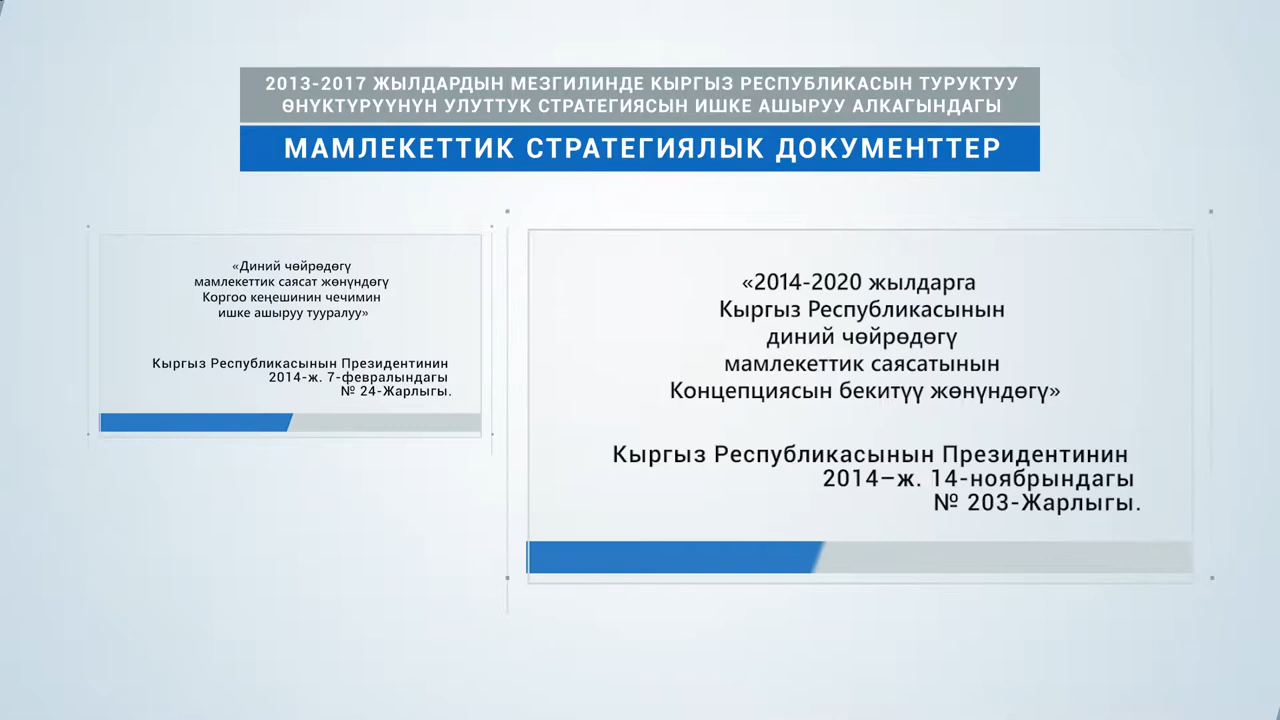 2013-2017 ЖЫЛДАРДЫН МЕЗГИЛИНДЕ КЫРГЫЗ РЕСПУБЛИКАСЫН ТУРУКТУУ
ӨНҮКТҮРҮҮНҮН УЛУТТУК СТРАТЕГИЯСЫН ИШКЕ АШЫРУУ АЛКАГЫНДАГЫ
МАМЛЕКЕТТИК СТРАТЕГИЯЛЫК ДОКУМЕНТТЕР
«Диний чөйрөдөгү
мамлекеттик саясат жөнүндөгү
Коргоо кеңешинин чечимин
ишке ашыруу тууралуу»
Кыргыз Республикасынын Президентинин
2014-ж. 7-февралындагы
№ 24-Жарлыгы.
«2014-2020 жылдарга
Кыргыз Республикасынын
диний чөйрөдөгү
мамлекеттик саясатынын
Концепциясын бекитүү жөнүндөгү»
Кыргыз Республикасынын Президентинин
2014–ж. 14-ноябрындагы
№ 203-Жарлыгы.